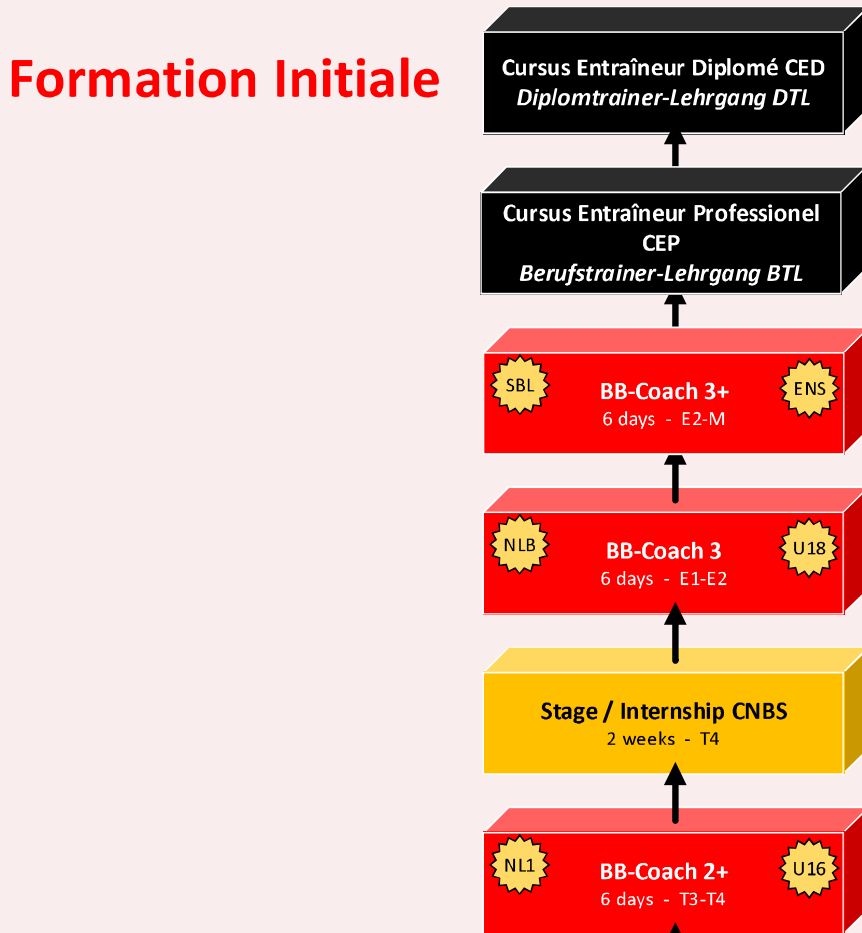 Formation Initiale
Cursus Entraîneur Diplomé CED
Diplomtrainer-Lehrgang DTL
Cursus Entraîneur Professionel
CEP
Berufstrainer-Lehrgang BTL
SBL
BB-Coach 3+
ENS
6 days - E2-M
NLB
BB-Coach 3
U18
6 days - E1-E2
Stage / Internship CNBS
2 weeks - T4
NL1
BB-Coach 2+
U16
6 days - T3-T4